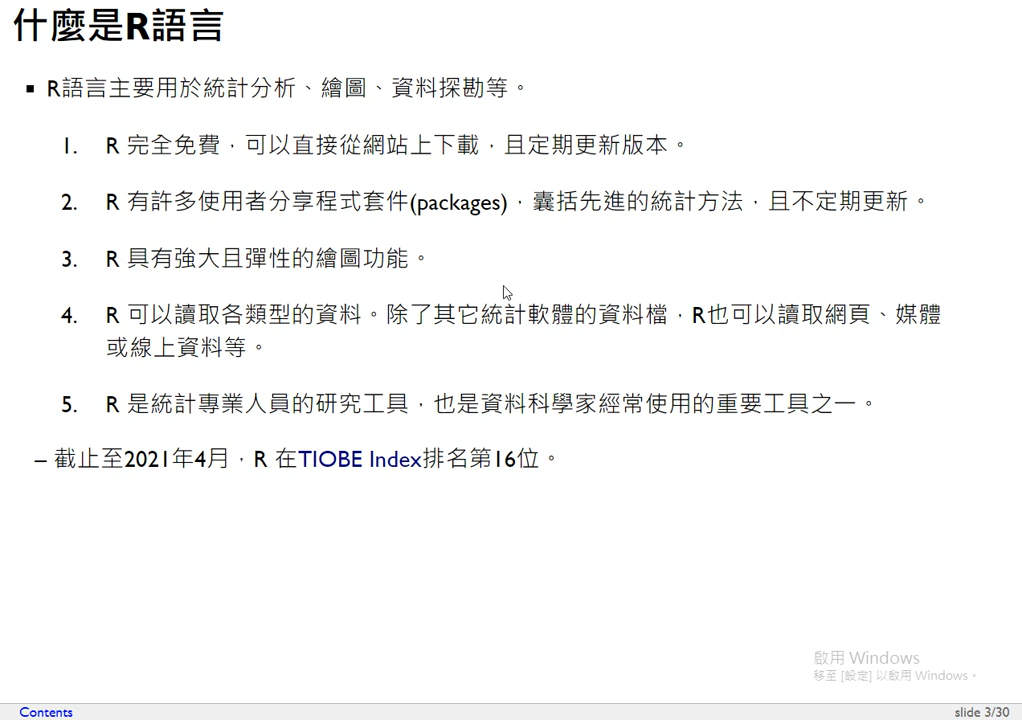 什麼是R語言
▪ R語言主要用於統計分析、繪圖、資料探勘等。
1. R 完全免費，可以直接從網站上下載，且定期更新版本。
2. R 有許多使用者分享程式套件(packages)，囊括先進的統計方法，且不定期更新。
3. R 具有強大且彈性的繪圖功能。
4. R 可以讀取各類型的資料。除了其它統計軟體的資料檔，R也可以讀取網頁、媒體
或線上資料等。
5. R 是統計專業人員的研究工具，也是資料科學家經常使用的重要工具之一。
– 截止至2021年4月，R 在TIOBE Index排名第16位。
啟用 Windows
移至 [設定] 以啟用 Windows。
Contents
slide 3/30